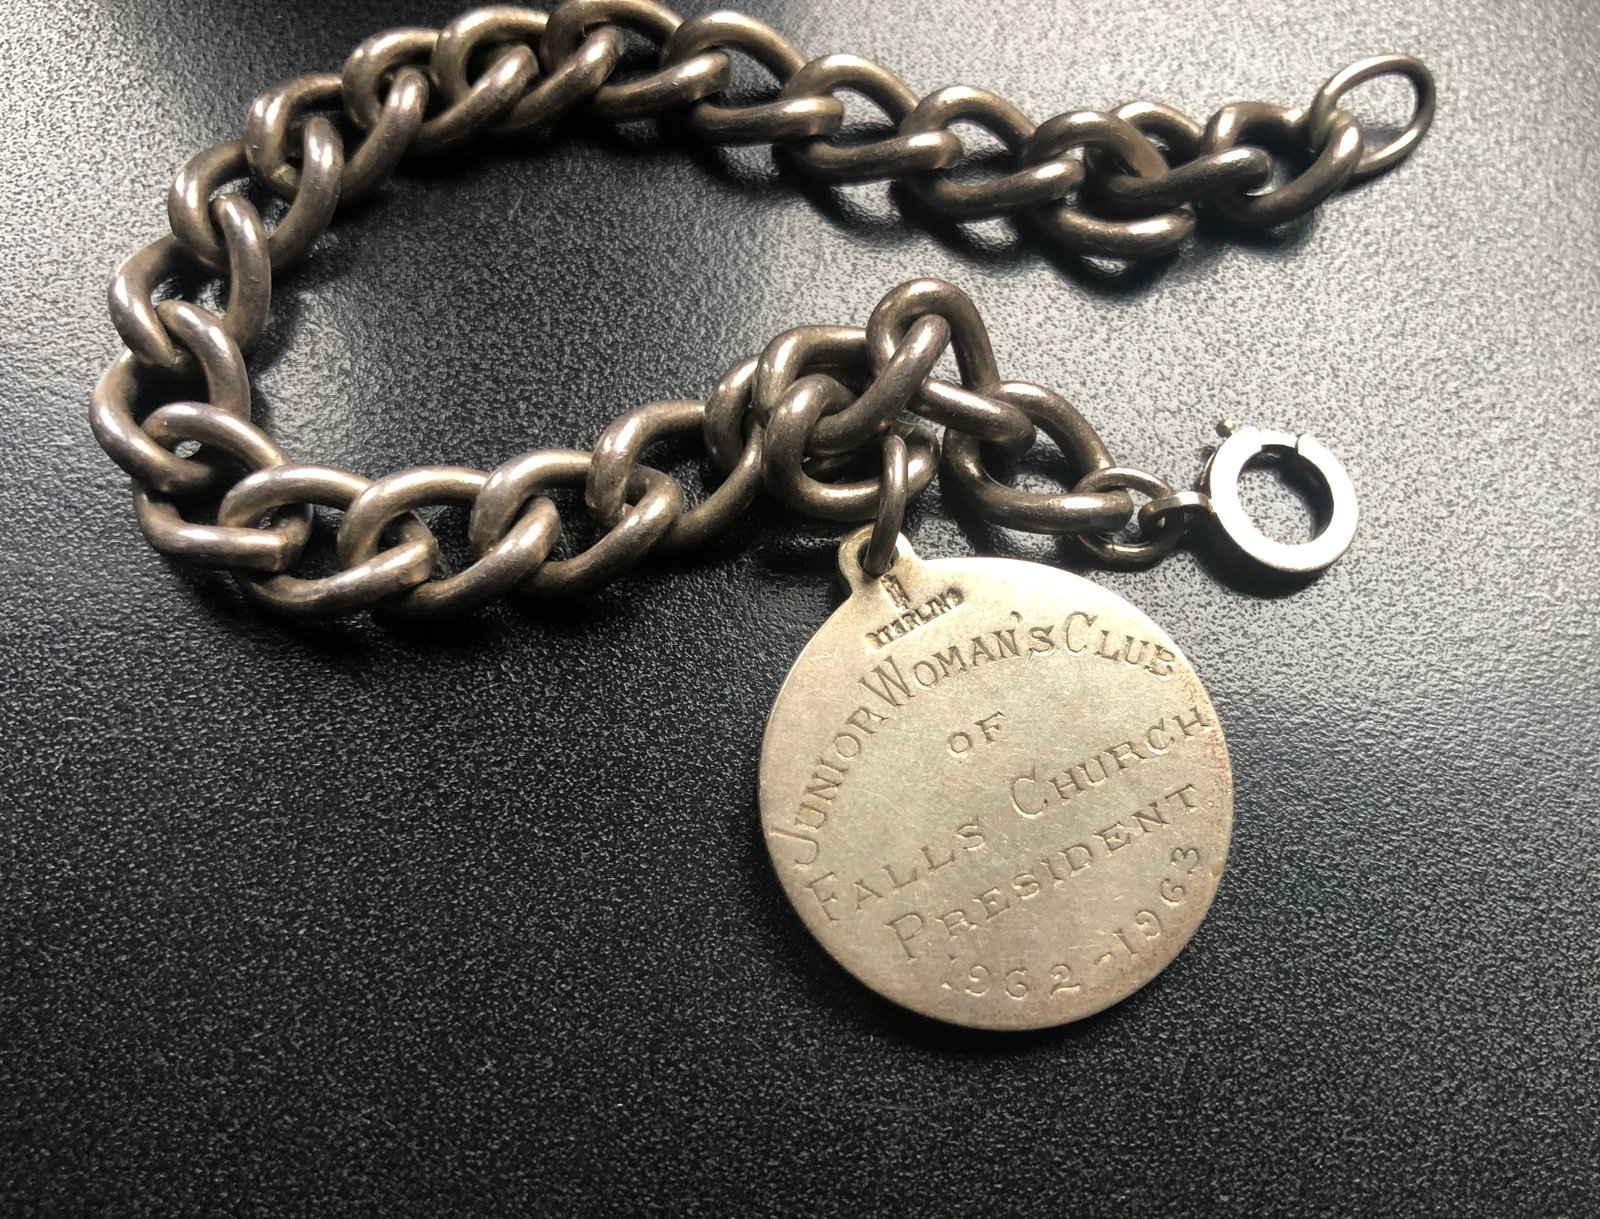 STERLING
JUNIOR WOMAN'S CLUB
OF
FALLS CHURCH
PRESIDENT
1962-1963